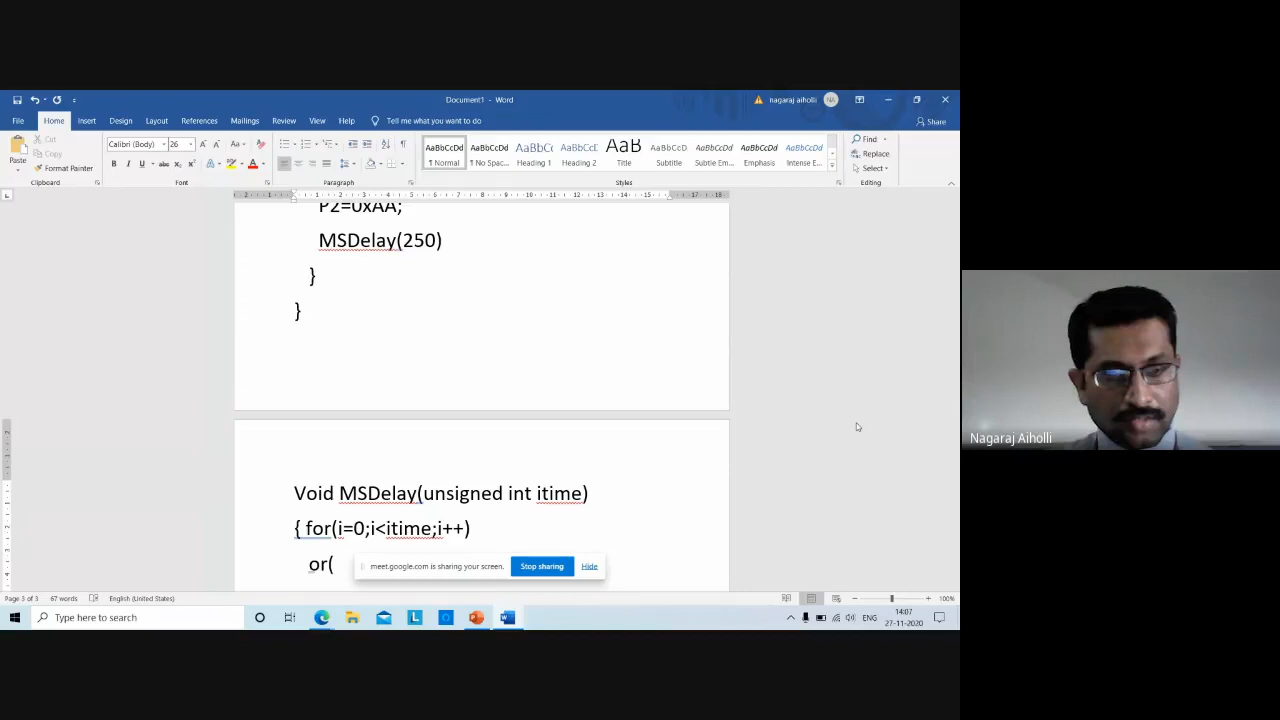 Document1 - Word
nagaraj aiholli
NA
File Home Insert Design Layout References Mailings Review View Help Tell me what you want to do
Share
Paste
Cut
Copy
Format Painter
Clipboard
Calibri (Body) 26
Font
Paragraph
AaBbCcDd AaBbCcDd AaBbCc AaBbCcE AaB AaBbCcDd AaBbCcDd AaBbCcDd AaBbCcDd
¶ Normal ¶ No Spac... Heading 1 Heading 2 Title Subtitle Subtle Em... Emphasis Intense E...
Styles
Find
Replace
Select
Editing
P2=0xAA;
MSDelay(250)
}
}
Void MSDelay(unsigned int itime)
{ for(i=0;i<itime;i++)
or(
meet.google.com is sharing your screen. Stop sharing Hide
Page 3 of 3 67 words English (United States) 100%
Type here to search
ENG
14:07
27-11-2020
Nagaraj Aiholli